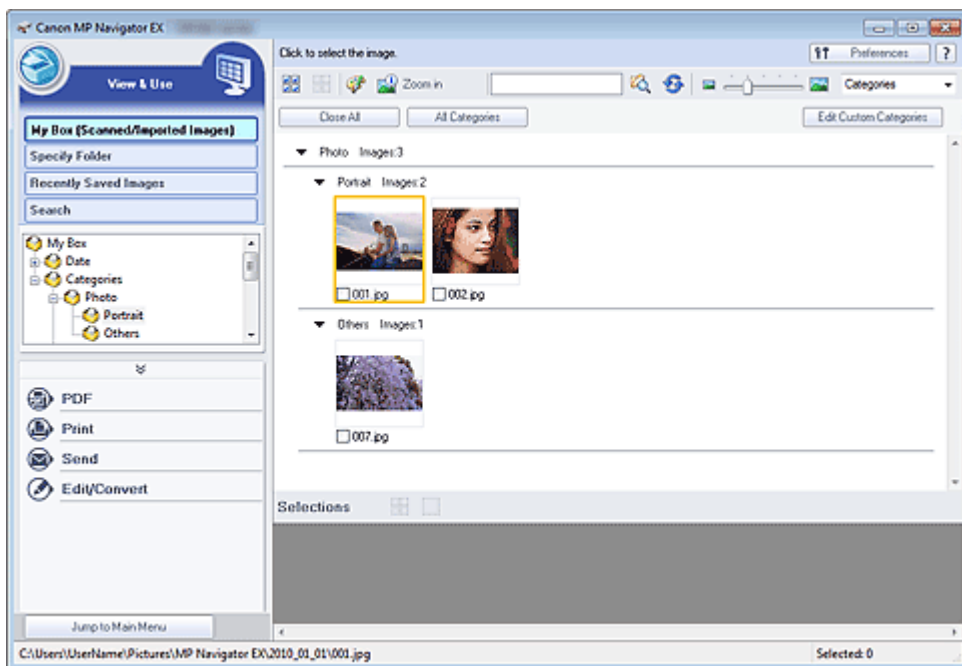 Canon MP Navigator EX
Click to select the image.
Preferences
?
View & Use
Zoom in
Categories
Close All
All Categories
Edit Custom Categories
My Box (Scanned/Imported Images)
Specify Folder
Recently Saved Images
Search
My Box
Date
Categories
Photo
Portrait
Others
Photo Images:3
Portrait Images:2
001.jpg
002.jpg
Others Images:1
007.jpg
PDF
Print
Send
Edit/Convert
Selections
Jump to Main Menu
C:\Users\UserName\Pictures\MP Navigator EX\2010_01_01\001.jpg
Selected: 0